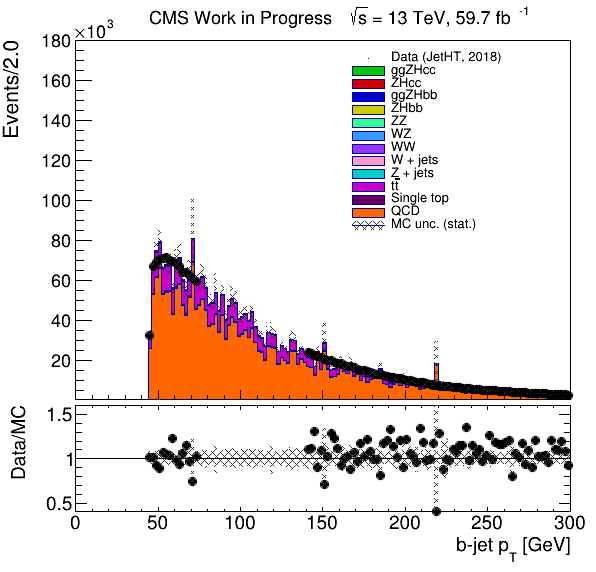 CMS Work in Progress √s = 13 TeV, 59.7 fb⁻¹
×10³
Events/2.0
180
160
140
120
100
80
60
40
20
Data (JetHT, 2018)
ggZHcc
ZHcc
ggZHbb
ZHbb
ZZ
WZ
WW
W + jets
Z + jets
tt̅
Single top
QCD
MC unc. (stat.)
Data/MC
1.5
1
0.5
0 50 100 150 200 250 300
b-jet p_T [GeV]